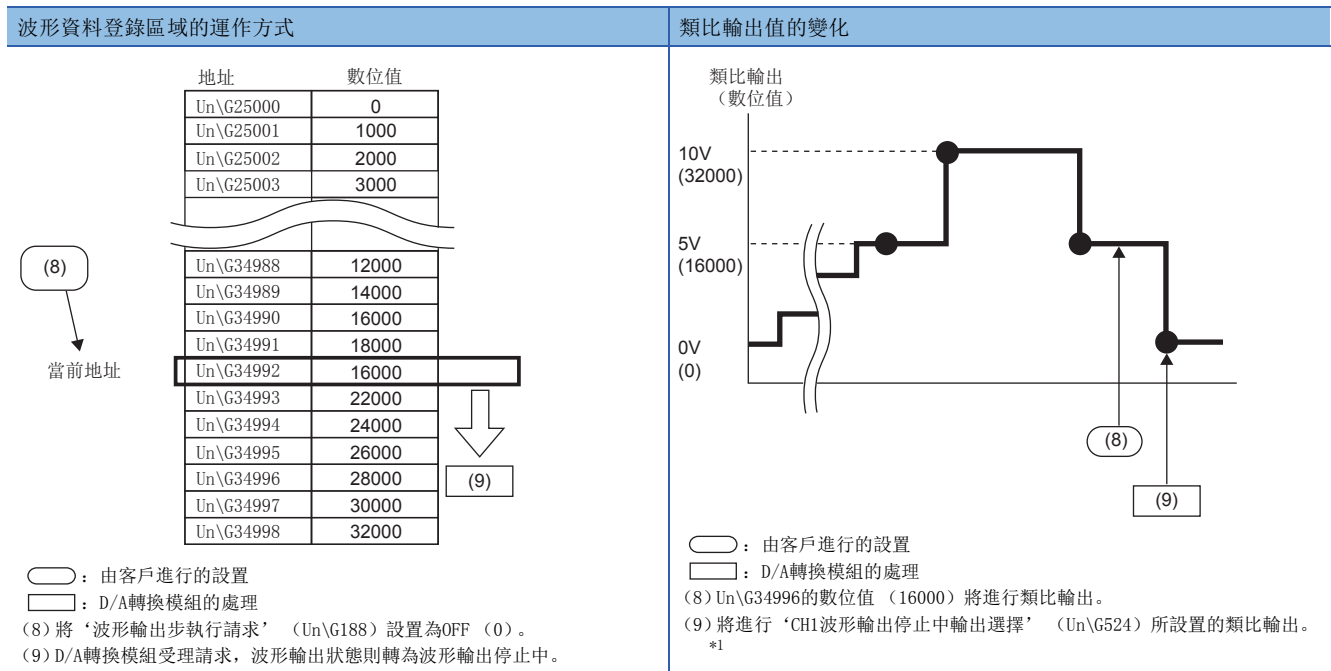 波形資料登錄區域的運作方式
地址 數位值
Un\G25000 0
Un\G25001 1000
Un\G25002 2000
Un\G25003 3000
Un\G34988 12000
Un\G34989 14000
Un\G34990 16000
Un\G34991 18000
Un\G34992 16000
Un\G34993 22000
Un\G34994 24000
Un\G34995 26000
Un\G34996 28000
Un\G34997 30000
Un\G34998 32000
(8)
當前地址
(9)
：由客戶進行的設置
：D/A轉換模組的處理
（8）將‘波形輸出步執行請求’（Un\G188）設置為OFF（0）。
（9）D/A轉換模組受理請求，波形輸出狀態則轉為波形輸出停止中。
類比輸出值的變化
類比輸出
（數位值）
10V
(32000)
5V
(16000)
0V
(0)
(8)
(9)
：由客戶進行的設置
：D/A轉換模組的處理
（8）Un\G34996的數位值（16000）將進行類比輸出。
（9）將進行‘CH1波形輸出停止中輸出選擇’（Un\G524）所設置的類比輸出。
*1